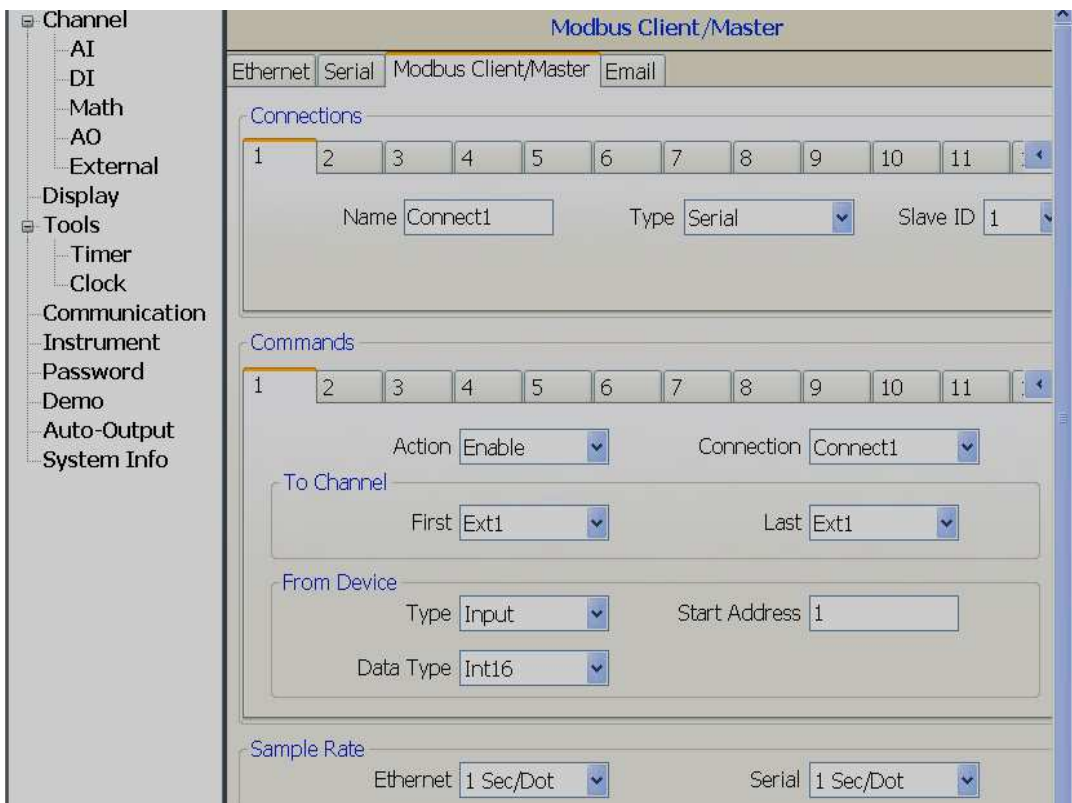 Channel
AI
DI
Math
AO
External
Display
Tools
Timer
Clock
Communication
Instrument
Password
Demo
Auto-Output
System Info
Modbus Client/Master
Ethernet Serial Modbus Client/Master Email
Connections
1 2 3 4 5 6 7 8 9 10 11
Name Connect1 Type Serial Slave ID 1
Commands
1 2 3 4 5 6 7 8 9 10 11
Action Enable Connection Connect1
To Channel
First Ext1 Last Ext1
From Device
Type Input Start Address 1
Data Type Int16
Sample Rate
Ethernet 1 Sec/Dot Serial 1 Sec/Dot